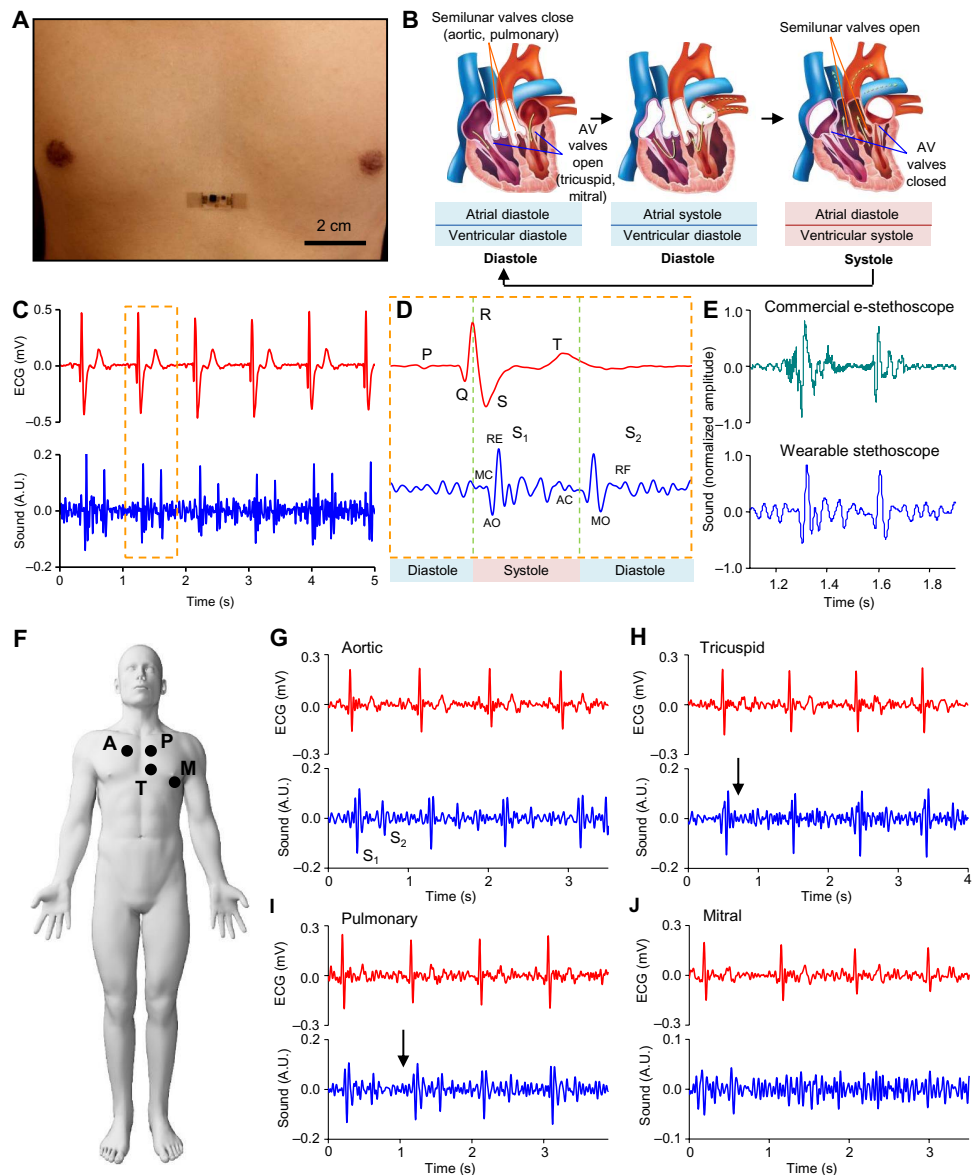 A
2 cm
B
Semilunar valves close
(aortic, pulmonary)
AV
valves
open
(tricuspid,
mitral)
Semilunar valves open
AV
valves
closed
Atrial diastole
Ventricular diastole
Diastole
Atrial systole
Ventricular diastole
Diastole
Atrial diastole
Ventricular systole
Systole
C
ECG (mV)
0.5
0.0
–0.5
Sound (A.U.)
0.2
0.0
–0.2
0 1 2 3 4 5
Time (s)
D
R
P
T
Q
S
S1
S2
RE
MC
RF
AC
AO
MO
Diastole
Systole
Diastole
E
Commercial e-stethoscope
Sound (normalized amplitude)
1.0
0.0
–1.0
Wearable stethoscope
1.0
0.0
–1.0
1.2 1.4 1.6 1.8
Time (s)
F
A
P
M
T
G
Aortic
ECG (mV)
0.3
0.0
–0.3
Sound (A.U.)
0.2
0.0
–0.2
S1
S2
0 1 2 3
Time (s)
H
Tricuspid
ECG (mV)
0.3
0.0
–0.3
Sound (A.U.)
0.2
0.0
–0.2
0 1 2 3 4
Time (s)
I
Pulmonary
ECG (mV)
0.3
0.0
–0.3
Sound (A.U.)
0.2
0.0
–0.2
0 1 2 3
Time (s)
J
Mitral
ECG (mV)
0.3
0.0
–0.3
Sound (A.U.)
0.1
0.0
–0.1
0 1 2 3
Time (s)